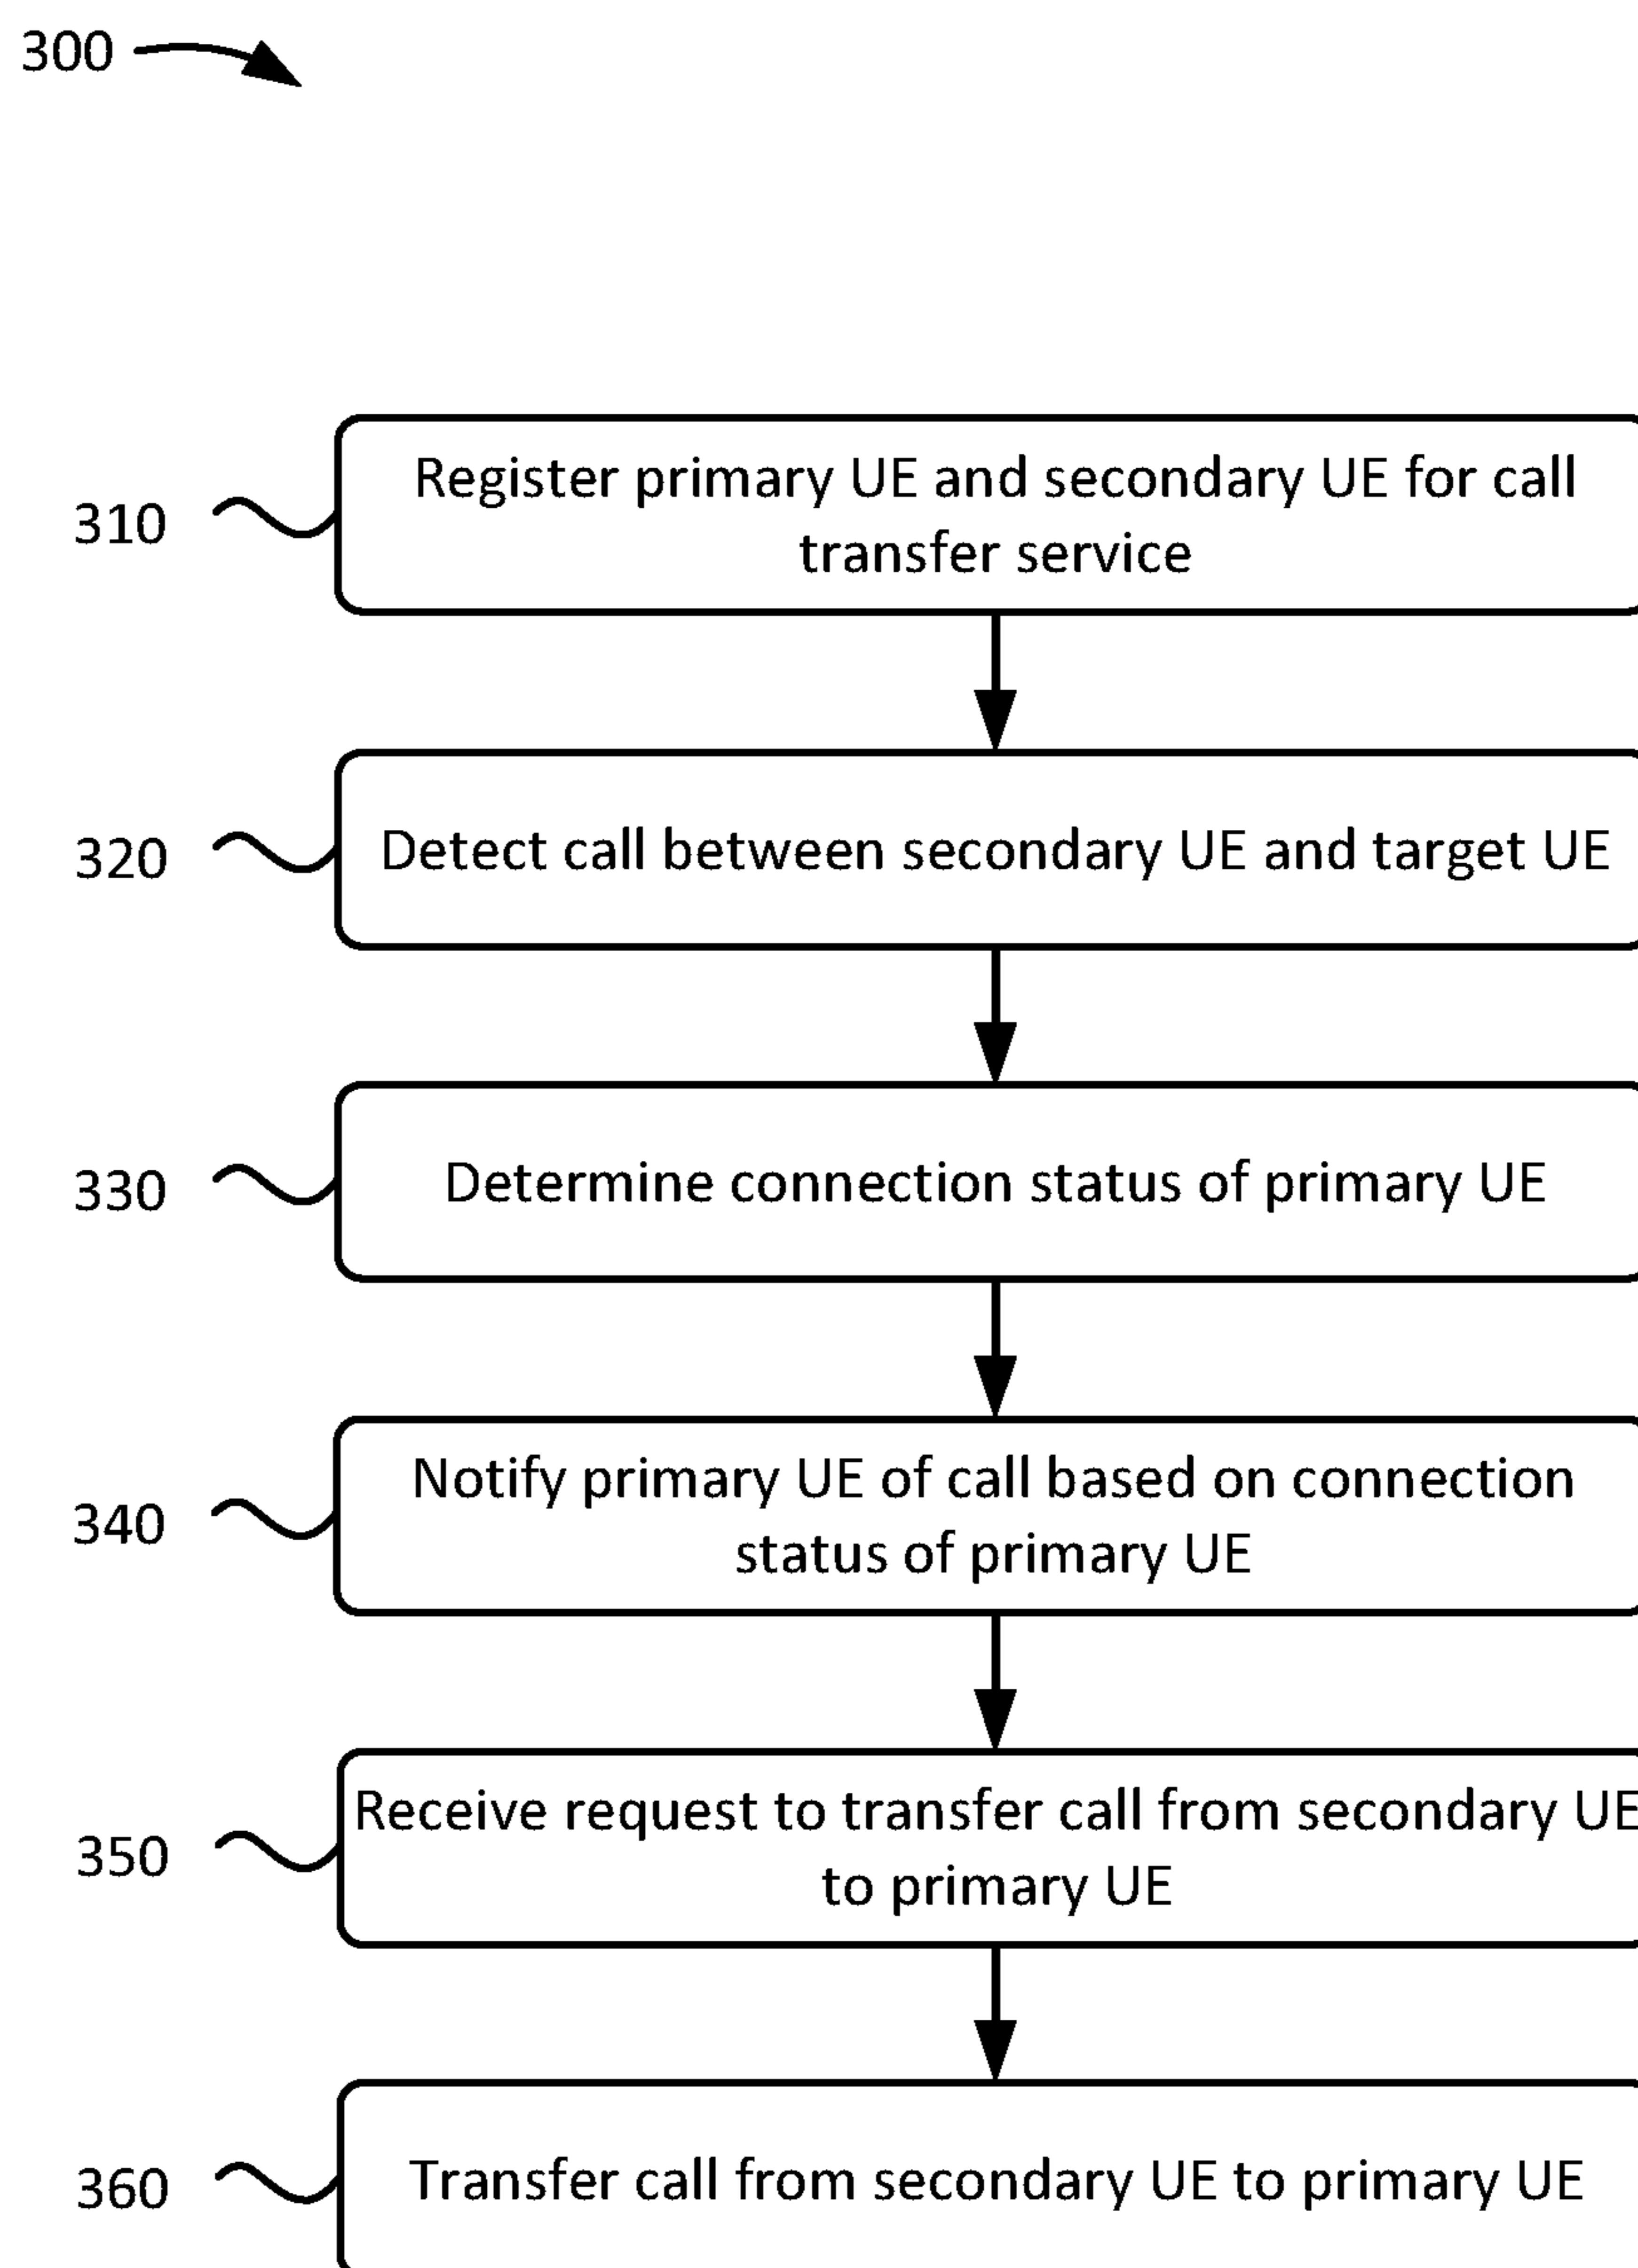 300
310
Register primary UE and secondary UE for call
transfer service
320
Detect call between secondary UE and target UE
330
Determine connection status of primary UE
340
Notify primary UE of call based on connection
status of primary UE
350
Receive request to transfer call from secondary UE
to primary UE
360
Transfer call from secondary UE to primary UE